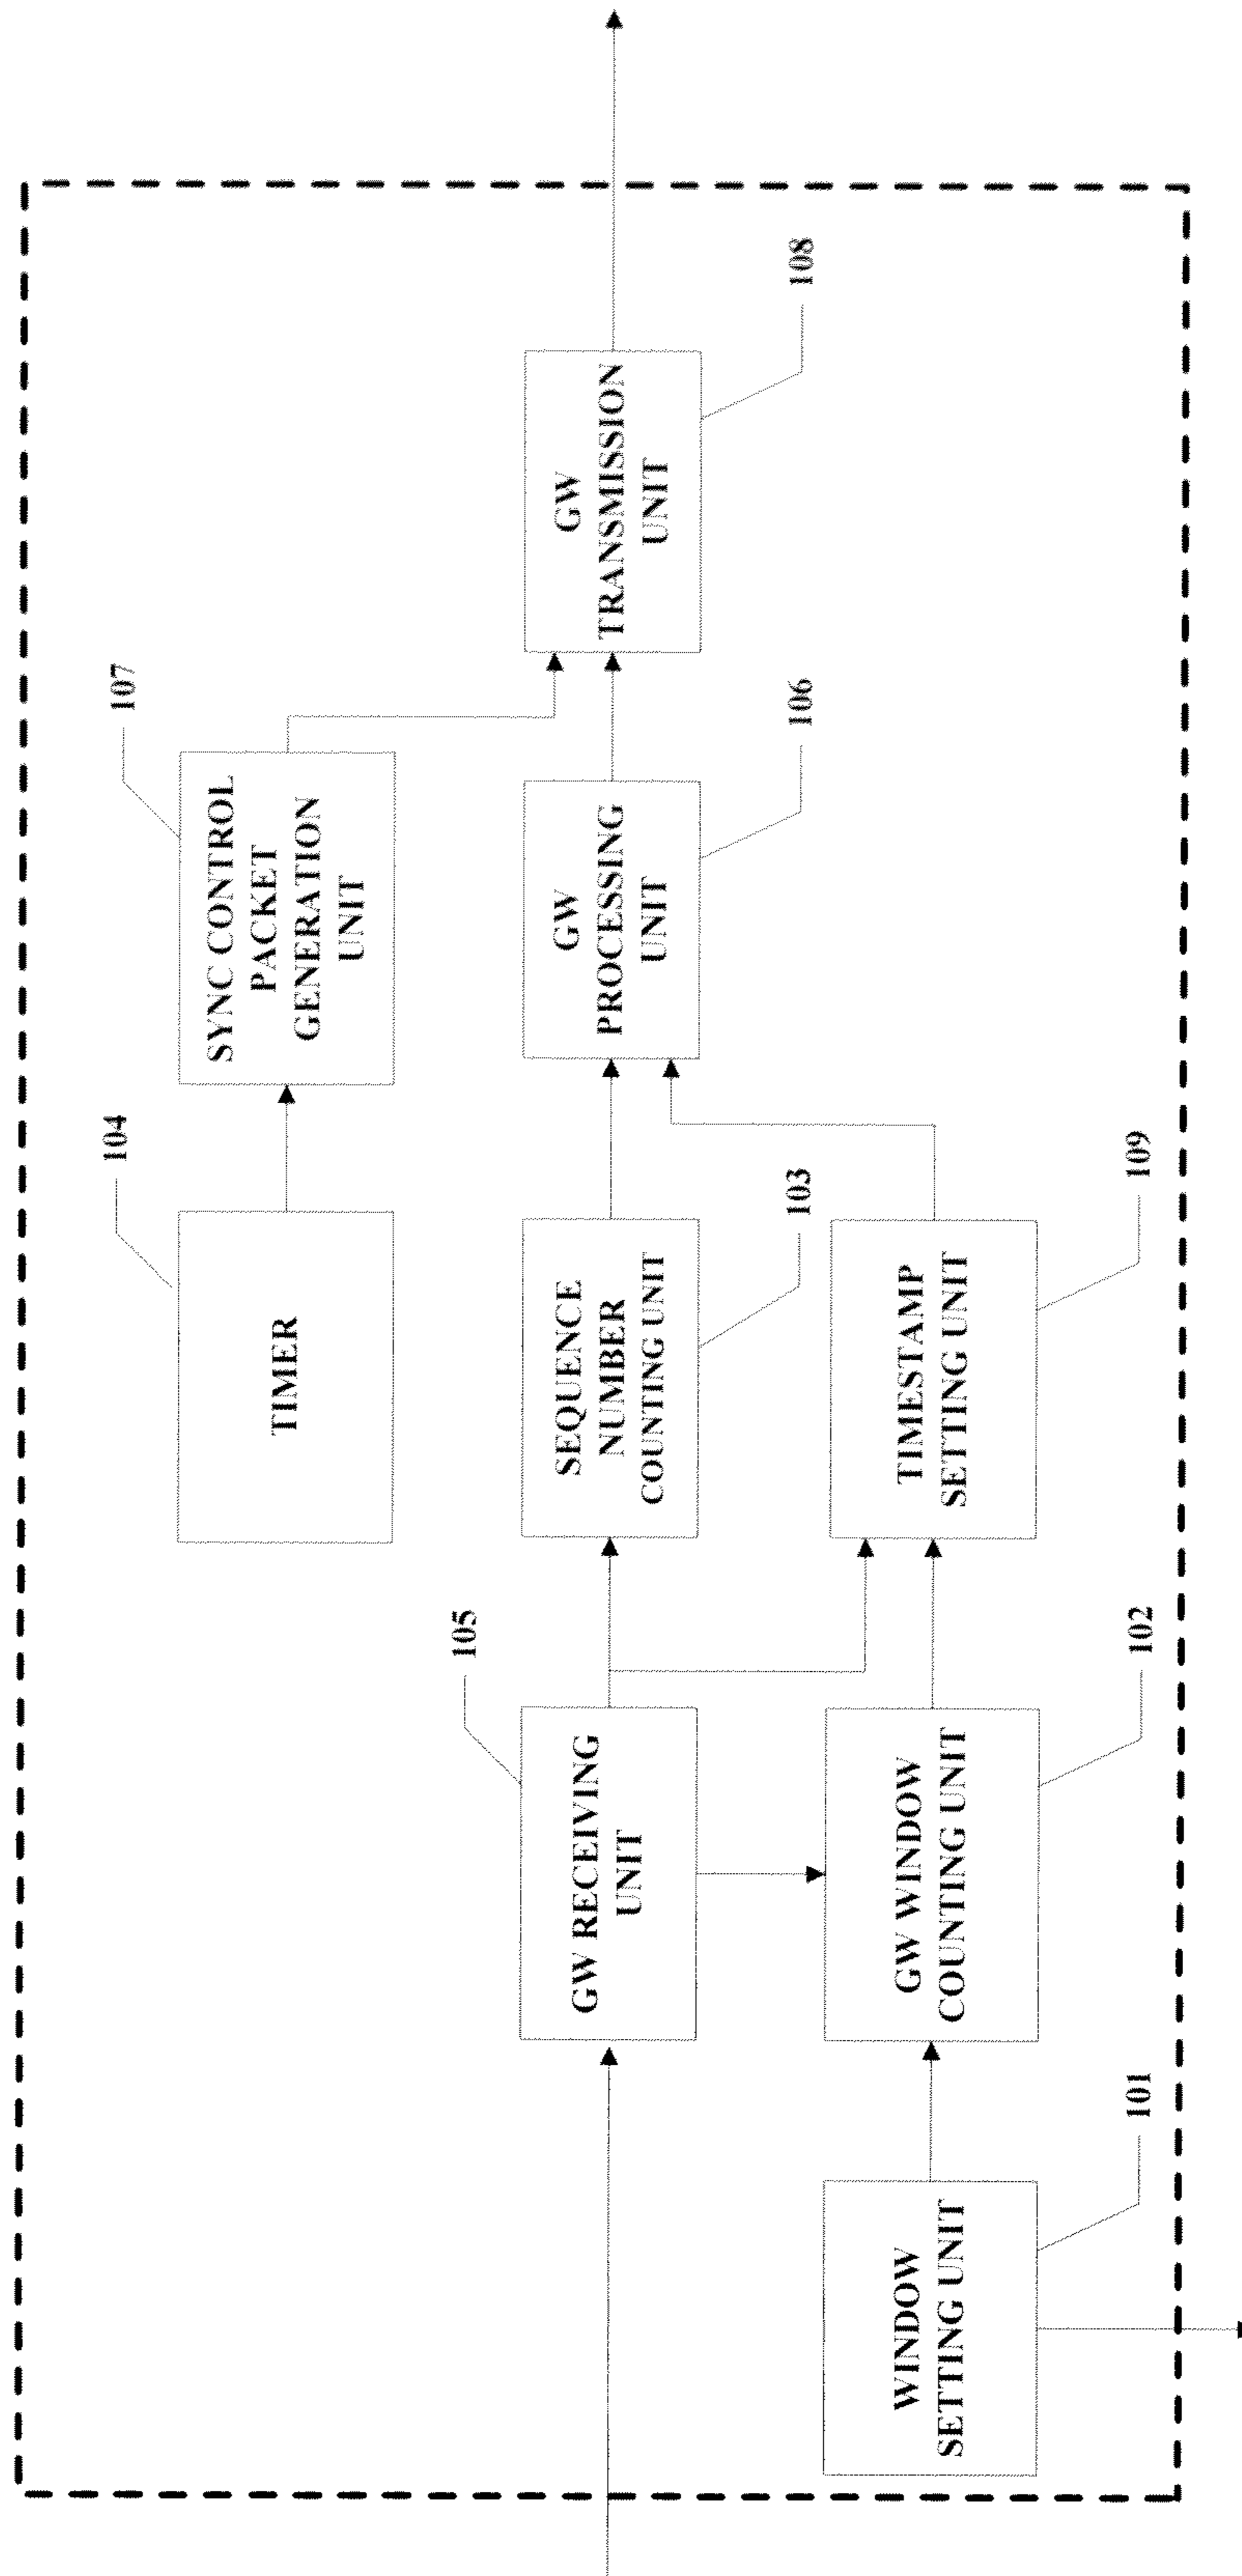 104
TIMER
107
SYNC CONTROL
PACKET
GENERATION
UNIT
105
GW RECEIVING
UNIT
SEQUENCE
NUMBER
COUNTING UNIT
103
GW
PROCESSING
UNIT
106
GW
TRANSMISSION
UNIT
108
WINDOW
SETTING UNIT
101
GW WINDOW
COUNTING UNIT
102
TIMESTAMP
SETTING UNIT
109